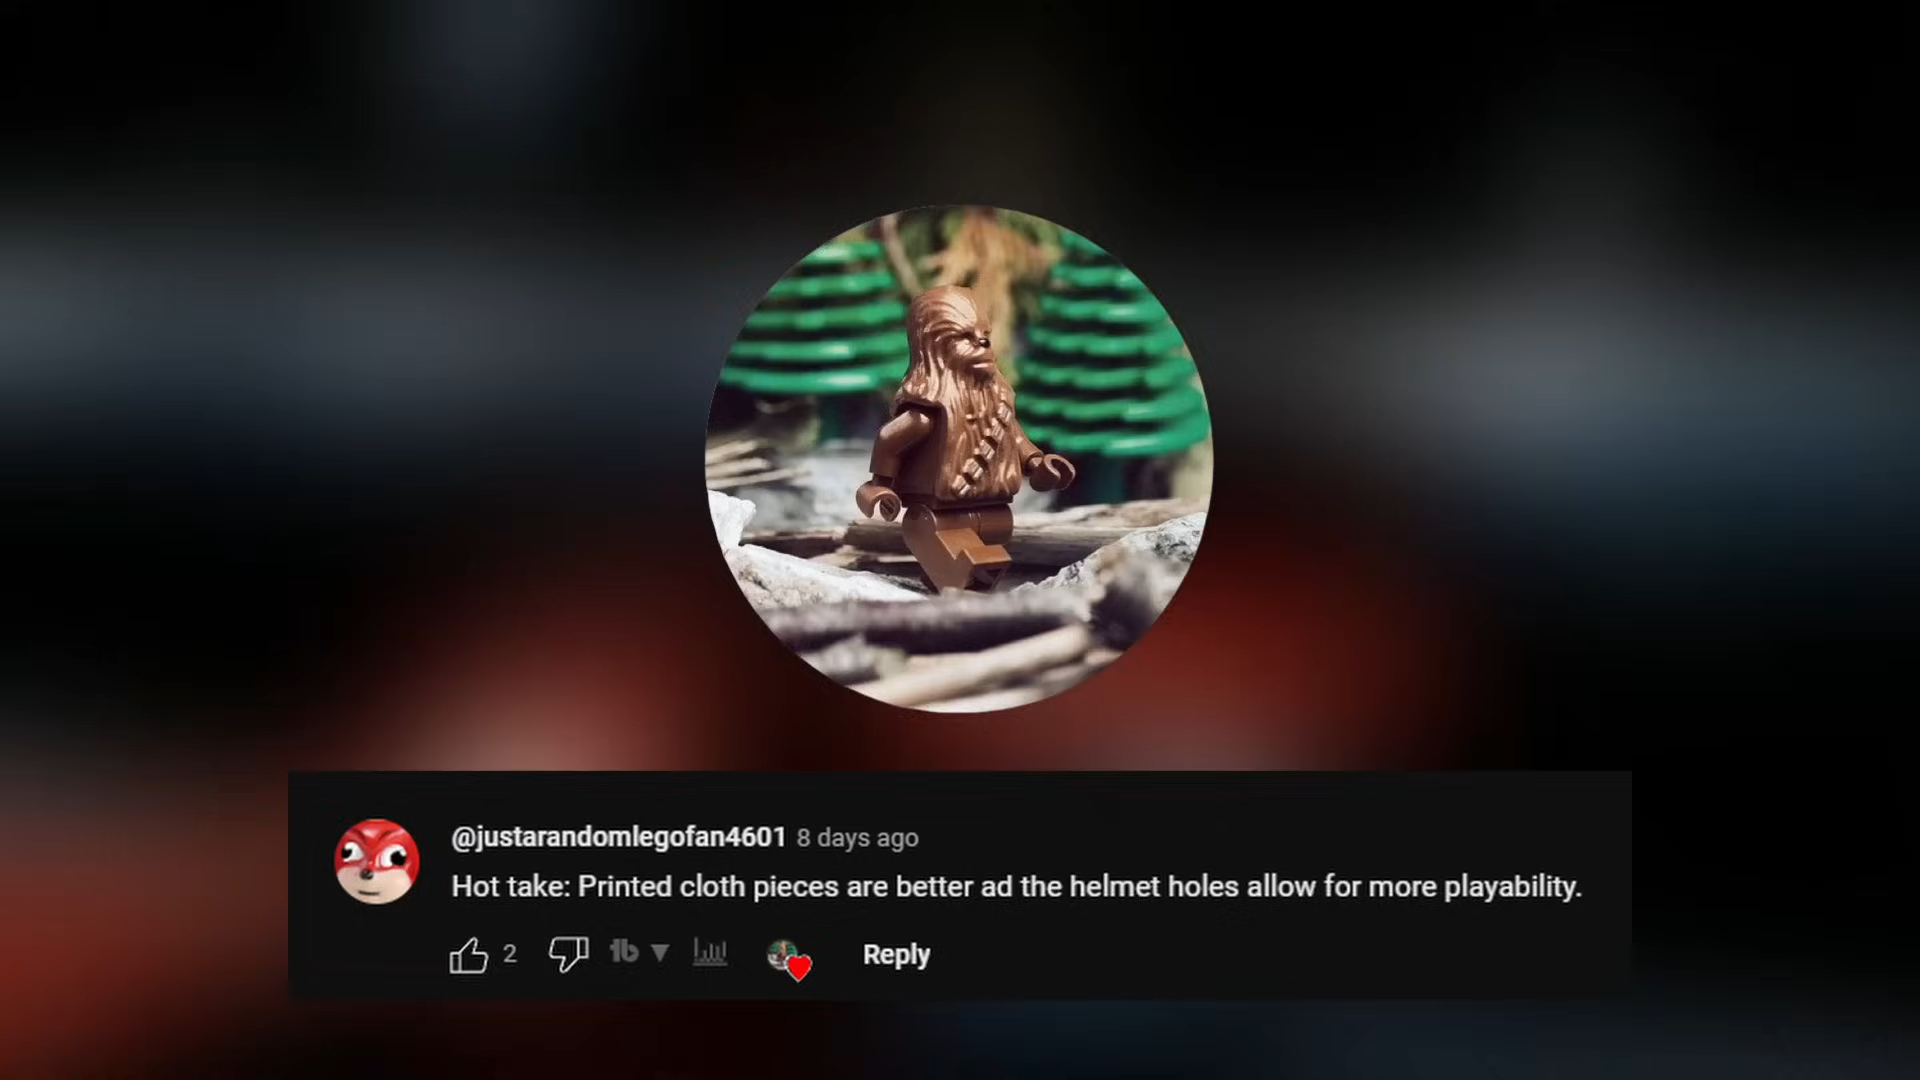 @justarandomlegofan4601 8 days ago
Hot take: Printed cloth pieces are better ad the helmet holes allow for more playability.
2 tb Reply